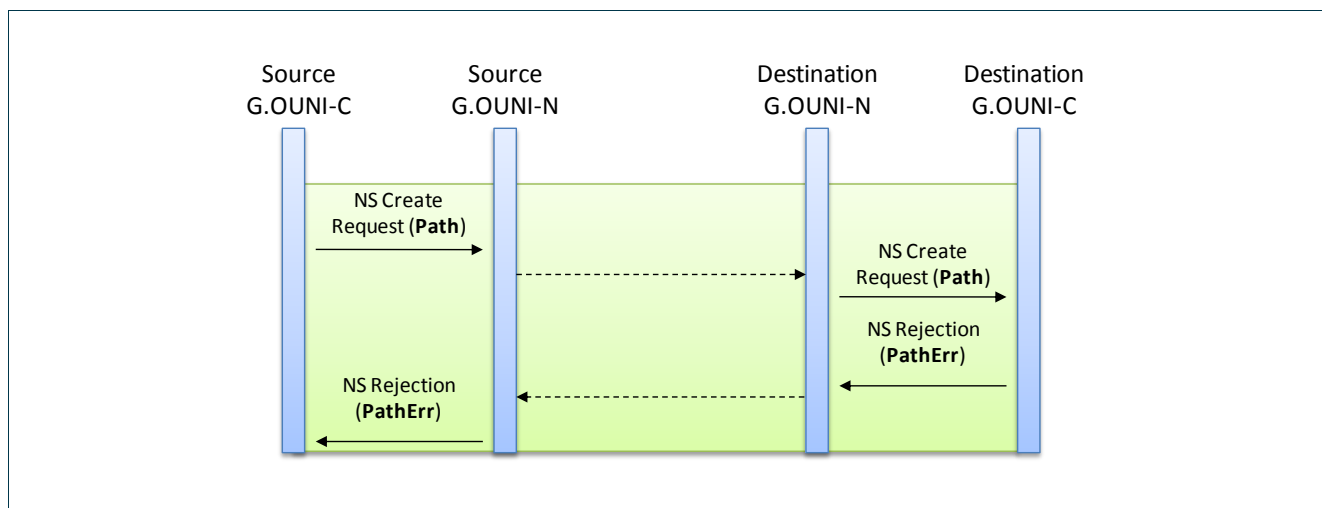 Source
G.OUNI-C
Source
G.OUNI-N
Destination
G.OUNI-N
Destination
G.OUNI-C
NS Create
Request (Path)
NS Create
Request (Path)
NS Rejection
(PathErr)
NS Rejection
(PathErr)